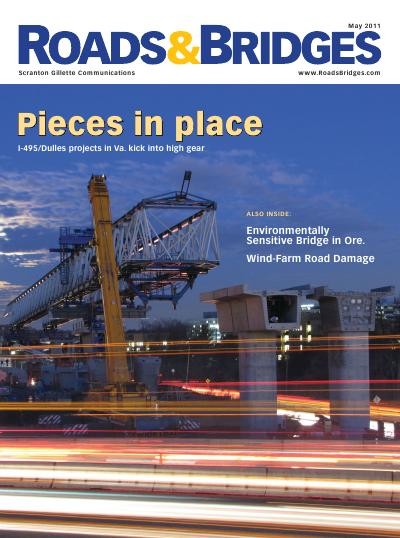 May 2011
ROADS&BRIDGES
Scranton Gillette Communications
www.RoadsBridges.com
Pieces in place
I-495/Dulles projects in Va. kick into high gear
ALSO INSIDE:
Environmentally
Sensitive Bridge in Ore.
Wind-Farm Road Damage